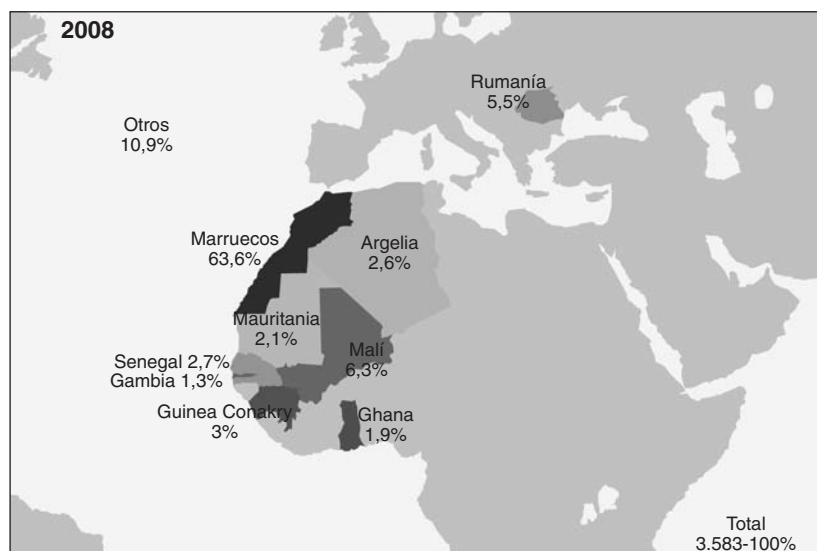 2008
Rumanía
5,5%
Otros
10,9%
Marruecos
63,6%
Argelia
2,6%
Mauritania
2,1%
Malí
6,3%
Senegal 2,7%
Gambia 1,3%
Guinea Conakry
3%
Ghana
1,9%
Total
3.583-100%